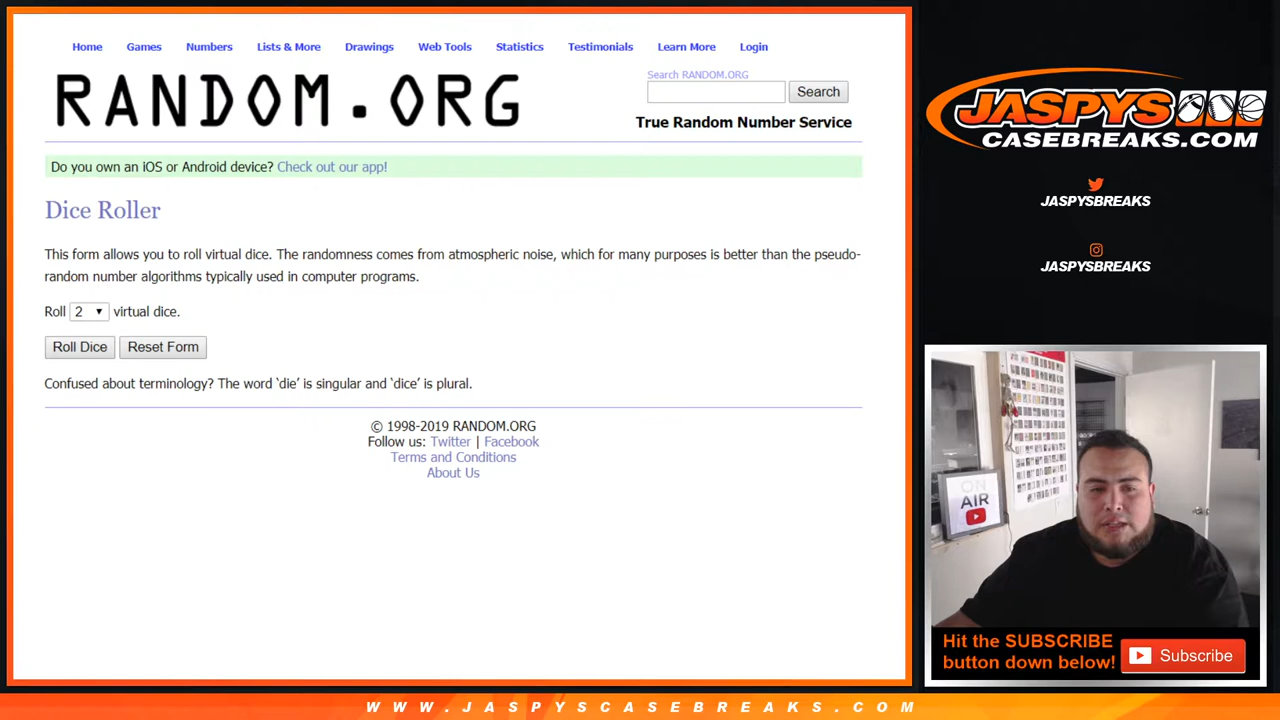 Home Games Numbers Lists & More Drawings Web Tools Statistics Testimonials Learn More Login
RANDOM.ORG
Search RANDOM.ORG
Search
True Random Number Service
Do you own an iOS or Android device? Check out our app!
Dice Roller
This form allows you to roll virtual dice. The randomness comes from atmospheric noise, which for many purposes is better than the pseudo-
random number algorithms typically used in computer programs.
Roll 2 virtual dice.
Roll Dice Reset Form
Confused about terminology? The word ‘die’ is singular and ‘dice’ is plural.
© 1998-2019 RANDOM.ORG
Follow us: Twitter | Facebook
Terms and Conditions
About Us
JASPYS
CASEBREAKS.COM
JASPYSBREAKS
JASPYSBREAKS
ON
AIR
Hit the SUBSCRIBE
button down below!
Subscribe
WWW.JASPYSCASEBREAKS.COM